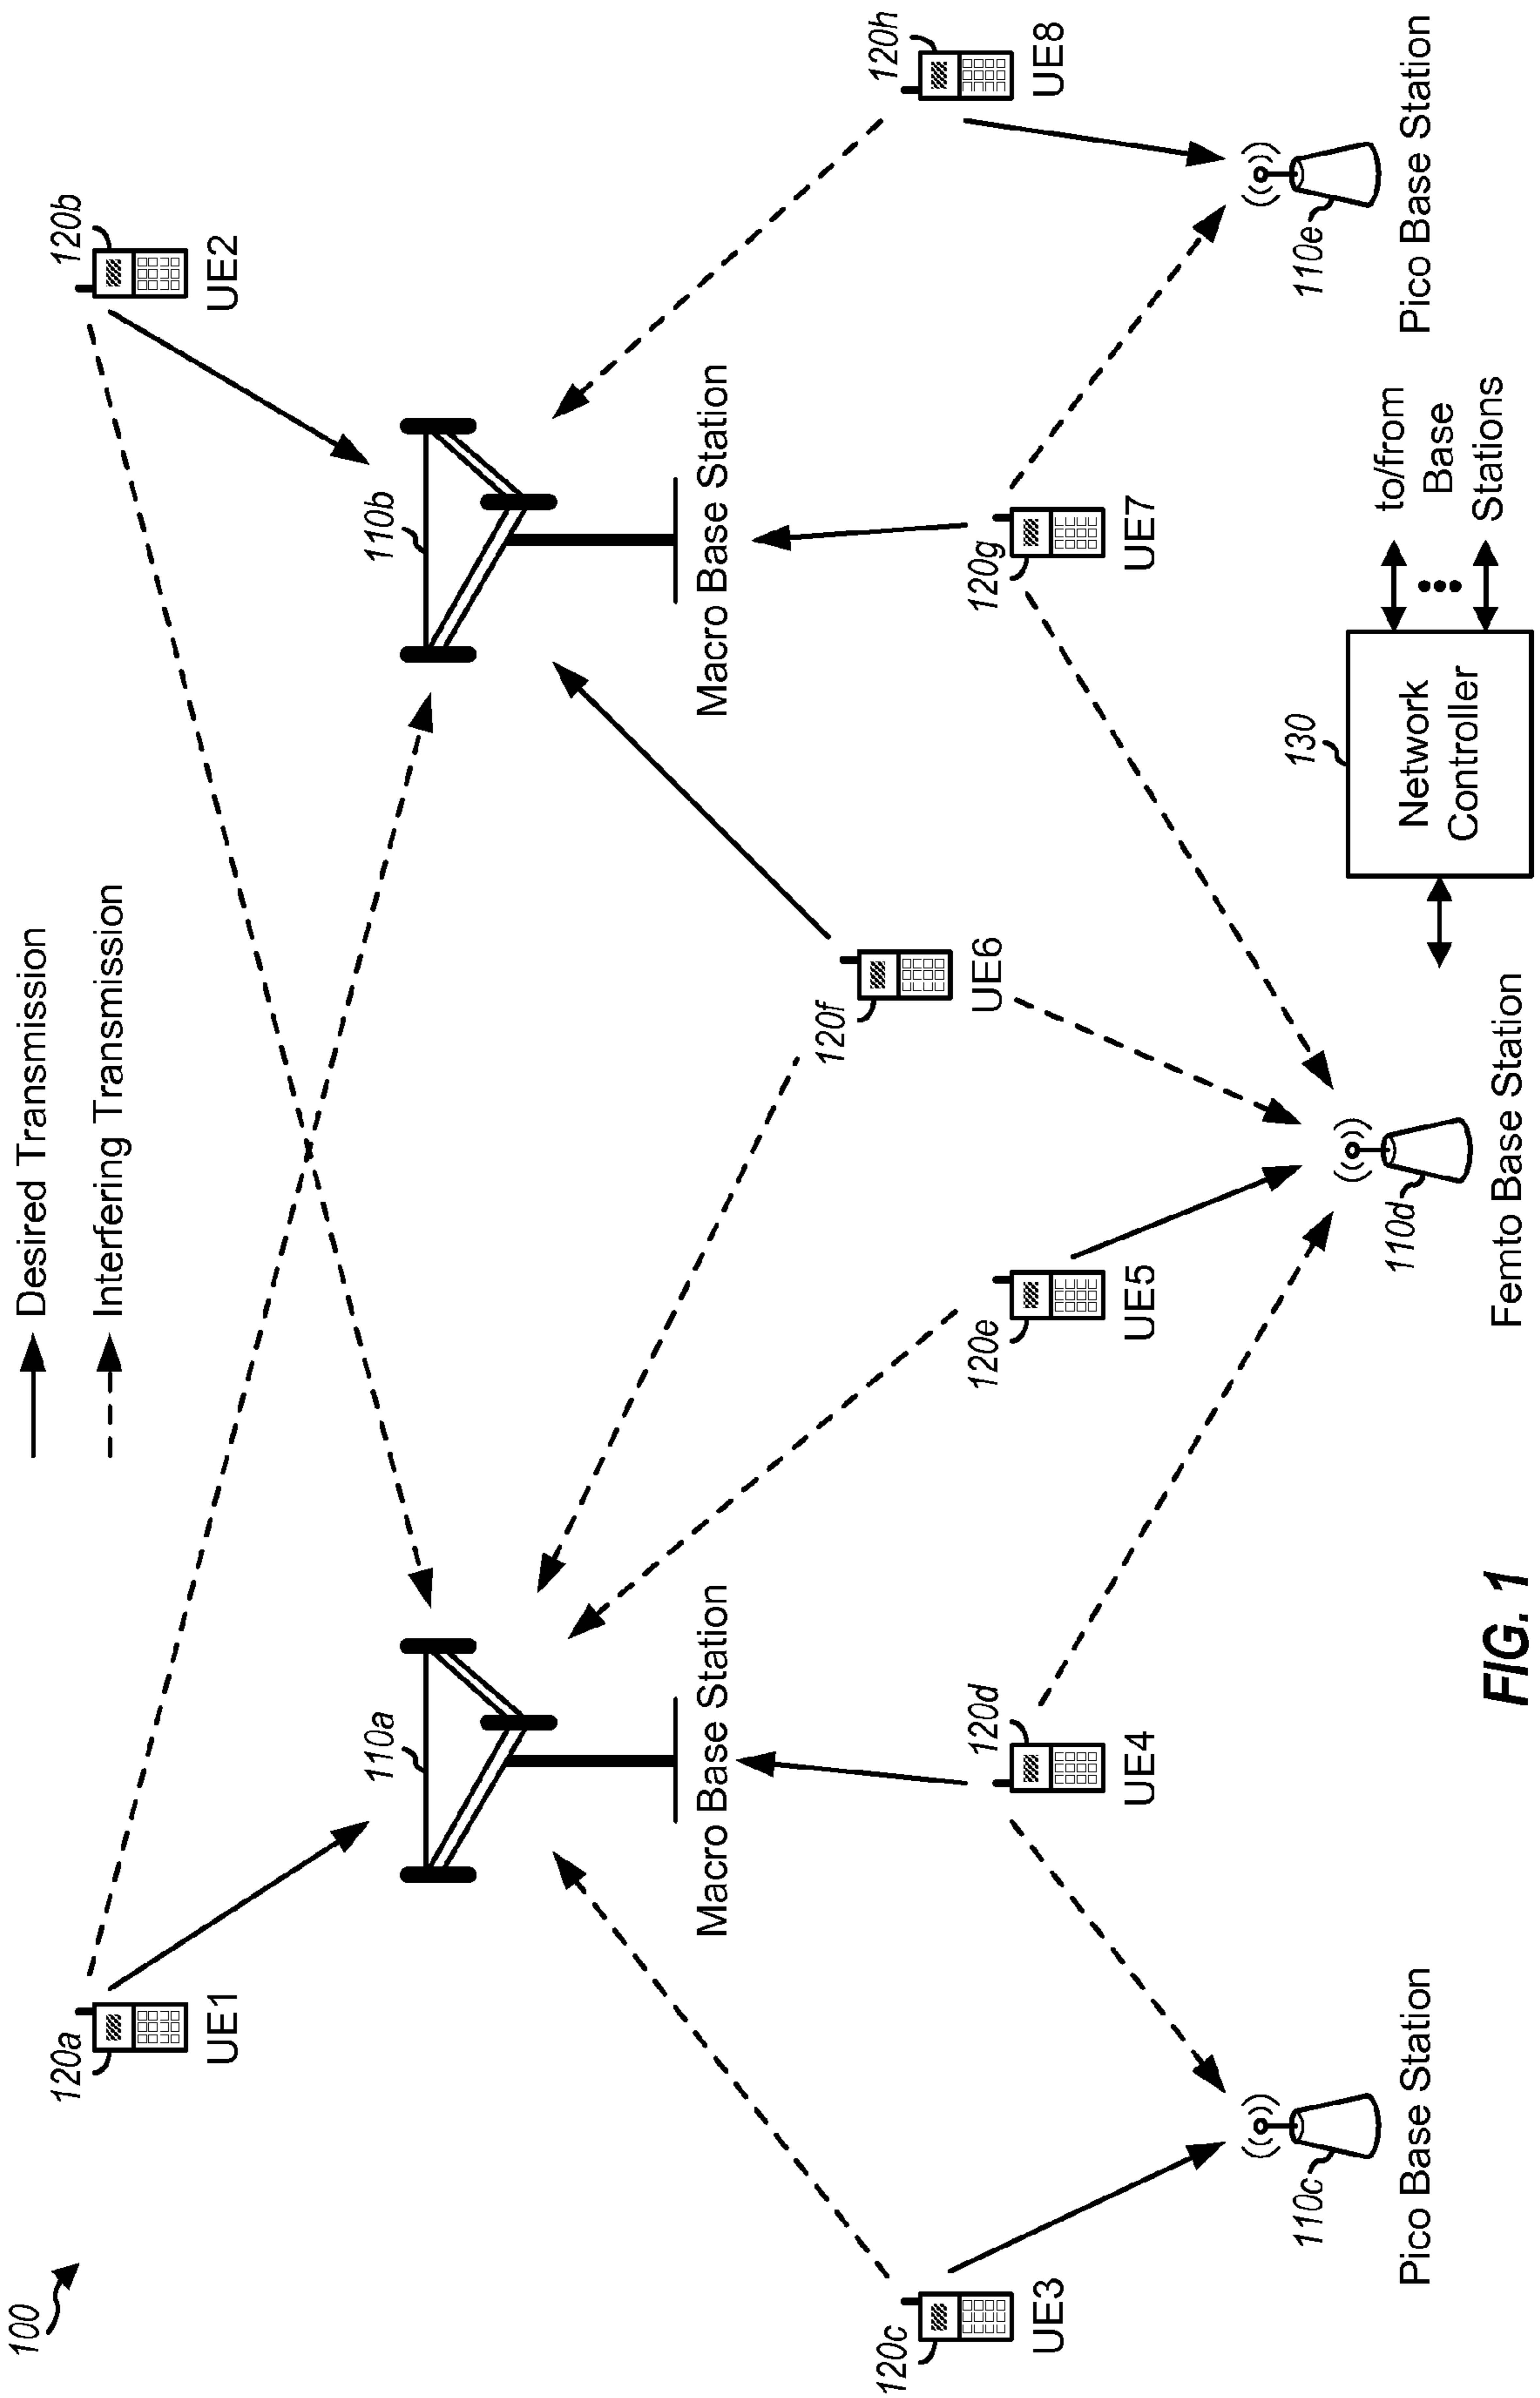 100
Desired Transmission
Interfering Transmission
120a
UE1
120b
UE2
110a
Macro Base Station
110b
Macro Base Station
120c
UE3
120d
UE4
120e
UE5
120f
UE6
120g
UE7
120h
UE8
110c
Pico Base Station
110d
Femto Base Station
110e
Pico Base Station
130
Network
Controller
to/from
Base
Stations
FIG. 1